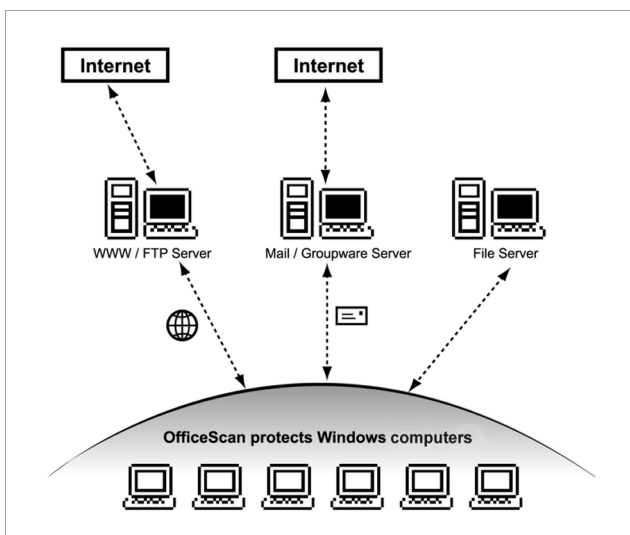 Internet
Internet
WWW / FTP Server
Mail / Groupware Server
File Server
OfficeScan protects Windows computers